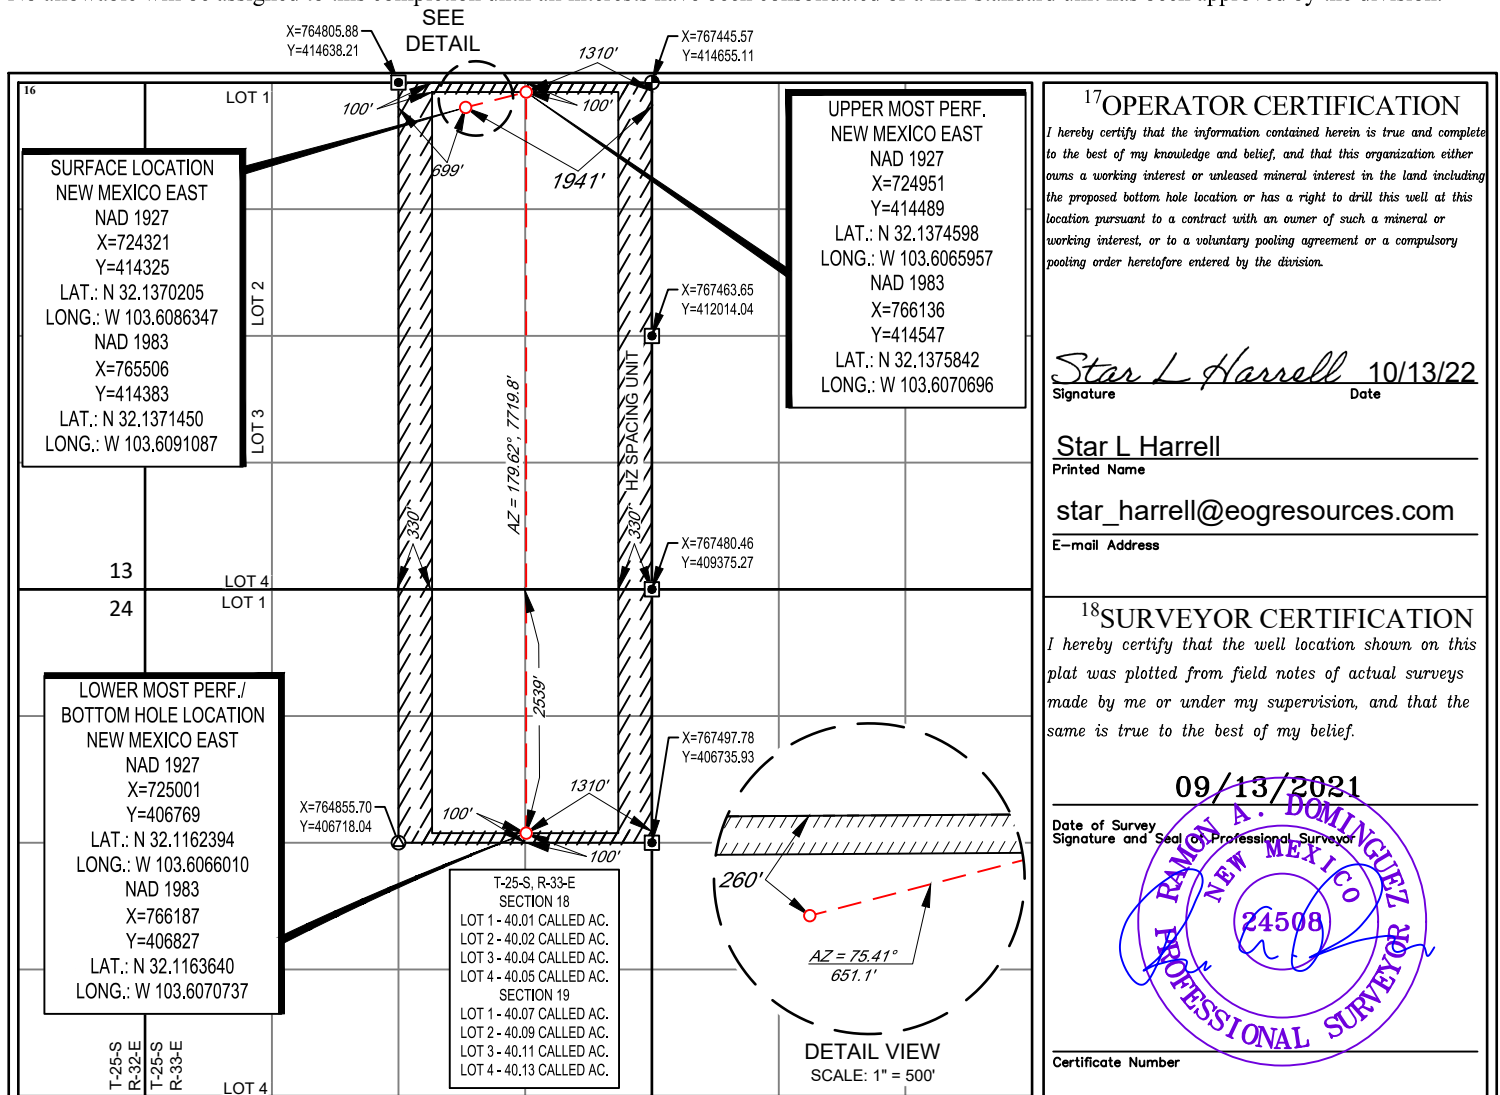 SEE
DETAIL
X=764805.88
Y=414638.21
X=767445.57
Y=414655.11
1310'
16
LOT 1
100'
100'
699'
1941'
SURFACE LOCATION
NEW MEXICO EAST
NAD 1927
X=724321
Y=414325
LAT.: N 32.1370205
LONG.: W 103.6086347
NAD 1983
X=765506
Y=414383
LAT.: N 32.1371450
LONG.: W 103.6091087
LOT 2
LOT 3
UPPER MOST PERF.
NEW MEXICO EAST
NAD 1927
X=724951
Y=414489
LAT.: N 32.1374598
LONG.: W 103.6065957
NAD 1983
X=766136
Y=414547
LAT.: N 32.1375842
LONG.: W 103.6070696
X=767463.65
Y=412014.04
AZ = 179.62°, 7719.8'
HZ SPACING UNIT
330'
330'
X=767480.46
Y=409375.27
13
LOT 4
24
LOT 1
2539'
LOWER MOST PERF./
BOTTOM HOLE LOCATION
NEW MEXICO EAST
NAD 1927
X=725001
Y=406769
LAT.: N 32.1162394
LONG.: W 103.6066010
NAD 1983
X=766187
Y=406827
LAT.: N 32.1163640
LONG.: W 103.6070737
X=767497.78
Y=406735.93
X=764855.70
Y=406718.04
100'
1310'
100'
T-25-S, R-33-E
SECTION 18
LOT 1 - 40.01 CALLED AC.
LOT 2 - 40.02 CALLED AC.
LOT 3 - 40.04 CALLED AC.
LOT 4 - 40.05 CALLED AC.
SECTION 19
LOT 1 - 40.07 CALLED AC.
LOT 2 - 40.09 CALLED AC.
LOT 3 - 40.11 CALLED AC.
LOT 4 - 40.13 CALLED AC.
260'
AZ = 75.41°
651.1'
DETAIL VIEW
SCALE: 1" = 500'
T-25-S
R-32-E
T-25-S
R-33-E
LOT 4
17OPERATOR CERTIFICATION
I hereby certify that the information contained herein is true and complete
to the best of my knowledge and belief, and that this organization either
owns a working interest or unleased mineral interest in the land including
the proposed bottom hole location or has a right to drill this well at this
location pursuant to a contract with an owner of such a mineral or
working interest, or to a voluntary pooling agreement or a compulsory
pooling order heretofore entered by the division.
Star L Harrell 10/13/22
Signature Date
Star L Harrell
Printed Name
star_harrell@eogresources.com
E-mail Address
18SURVEYOR CERTIFICATION
I hereby certify that the well location shown on this
plat was plotted from field notes of actual surveys
made by me or under my supervision, and that the
same is true to the best of my belief.
09/13/2021
Date of Survey
Signature and Seal of Professional Surveyor
RAMON A. DOMINGUEZ
NEW MEXICO
24508
PROFESSIONAL SURVEYOR
Certificate Number